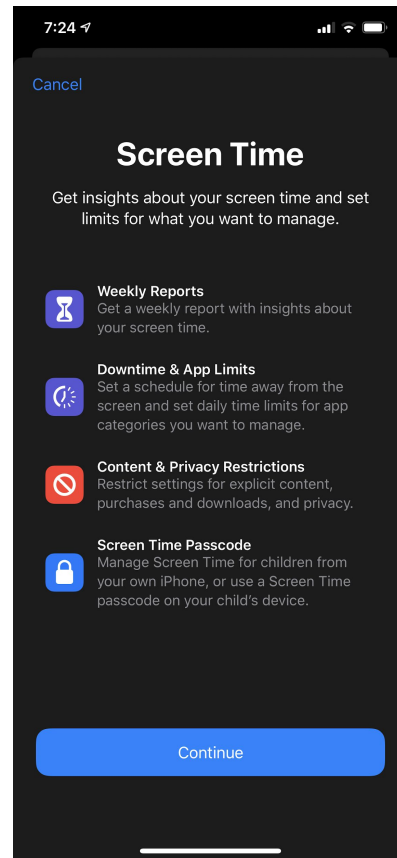 7:24
Cancel
Screen Time
Get insights about your screen time and set
limits for what you want to manage.
Weekly Reports
Get a weekly report with insights about
your screen time.
Downtime & App Limits
Set a schedule for time away from the
screen and set daily time limits for app
categories you want to manage.
Content & Privacy Restrictions
Restrict settings for explicit content,
purchases and downloads, and privacy.
Screen Time Passcode
Manage Screen Time for children from
your own iPhone, or use a Screen Time
passcode on your child’s device.
Continue